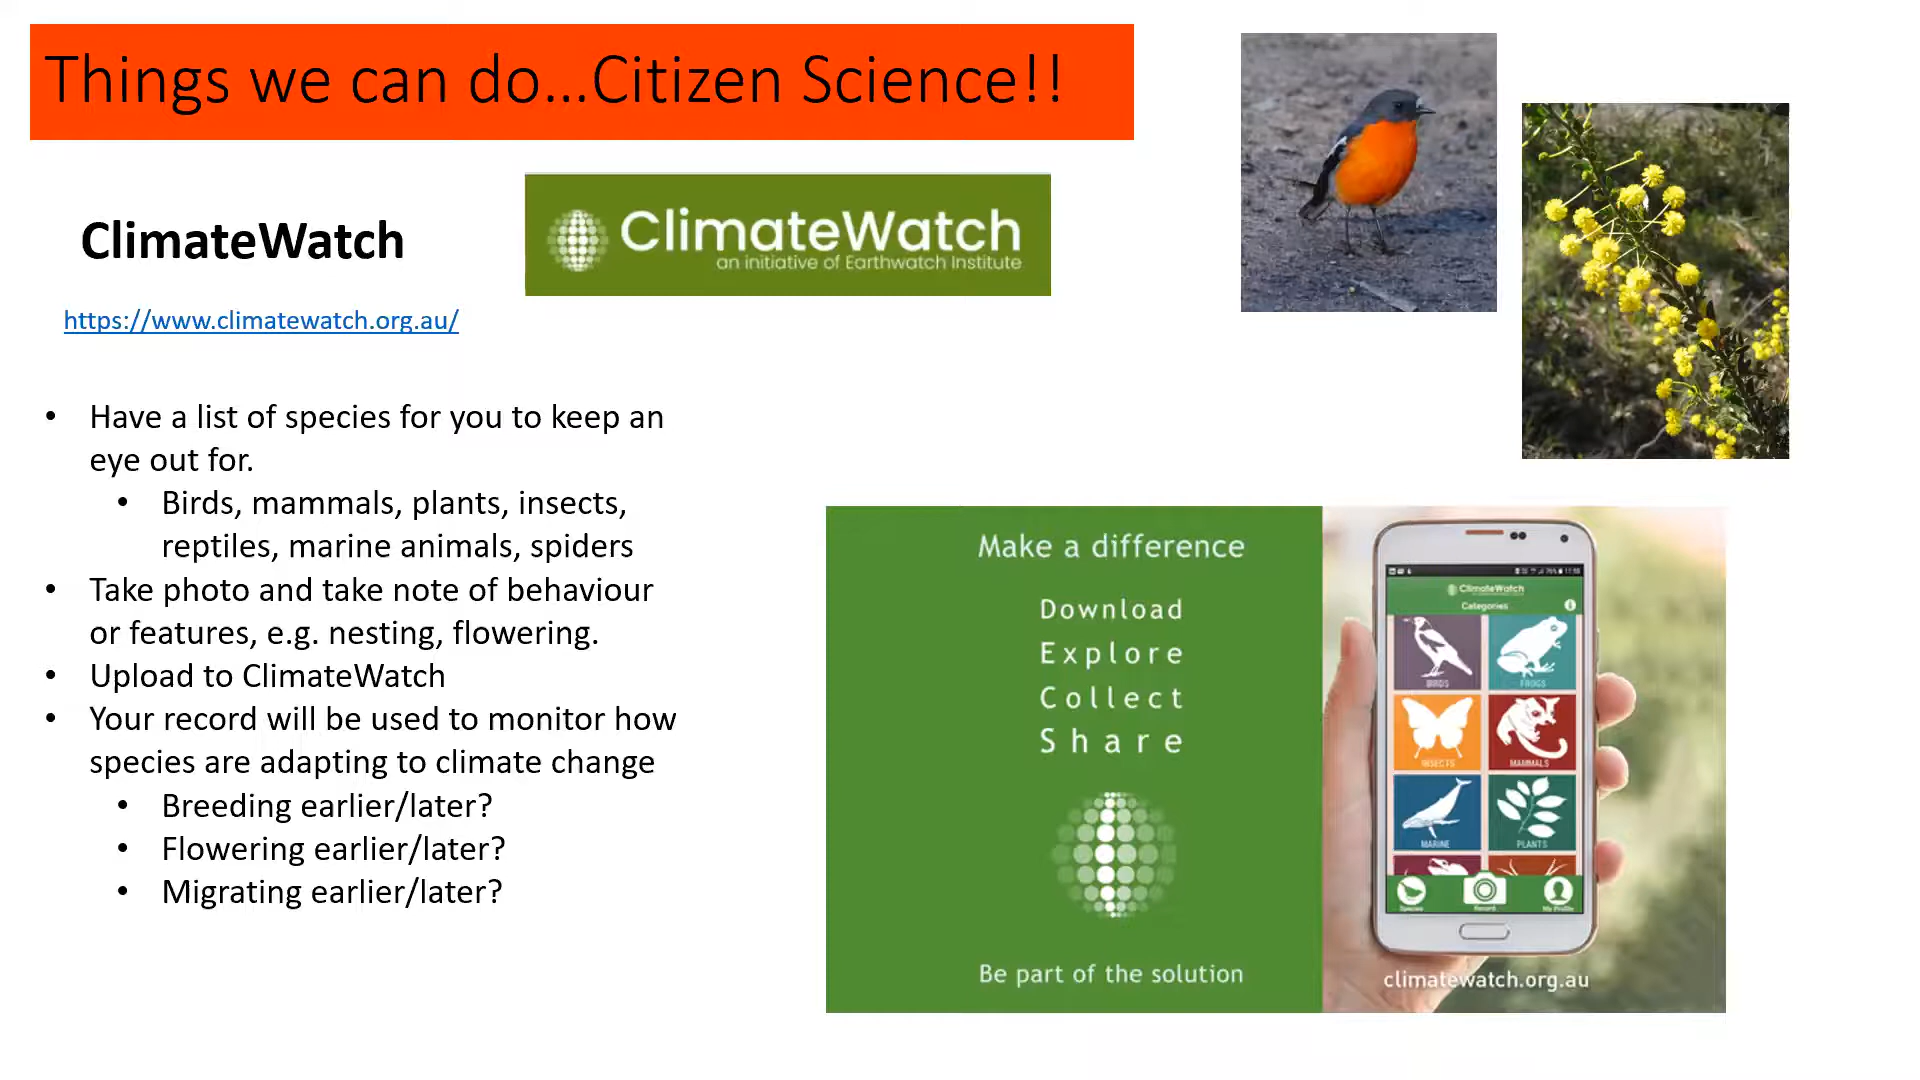 Things we can do...Citizen Science!!
ClimateWatch
ClimateWatch
an initiative of Earthwatch Institute
https://www.climatewatch.org.au/
• Have a list of species for you to keep an
eye out for.
• Birds, mammals, plants, insects,
reptiles, marine animals, spiders
• Take photo and take note of behaviour
or features, e.g. nesting, flowering.
• Upload to ClimateWatch
• Your record will be used to monitor how
species are adapting to climate change
• Breeding earlier/later?
• Flowering earlier/later?
• Migrating earlier/later?
Make a difference
Download
Explore
Collect
Share
Be part of the solution
ClimateWatch
Categories
BIRDS
FROGS
INSECTS
MAMMALS
MARINE
PLANTS
Species
Record
My Profile
climatewatch.org.au